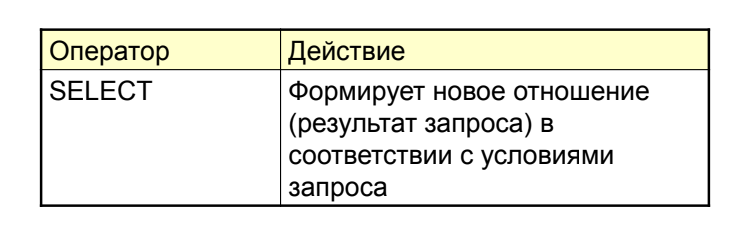 Оператор Действие
SELECT Формирует новое отношение
(результат запроса) в
соответствии с условиями
запроса